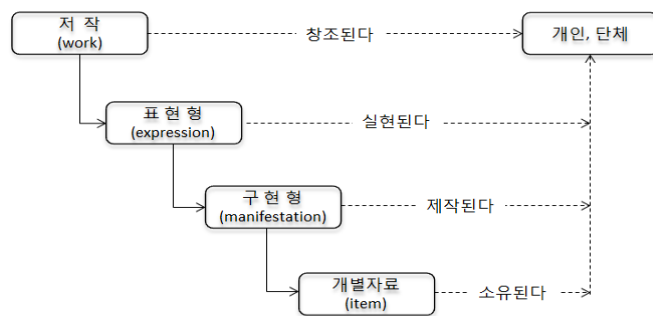 저 작
(work)
창조된다
개인, 단체
표 현 형
(expression)
실현된다
구 현 형
(manifestation)
제작된다
개별자료
(item)
소유된다